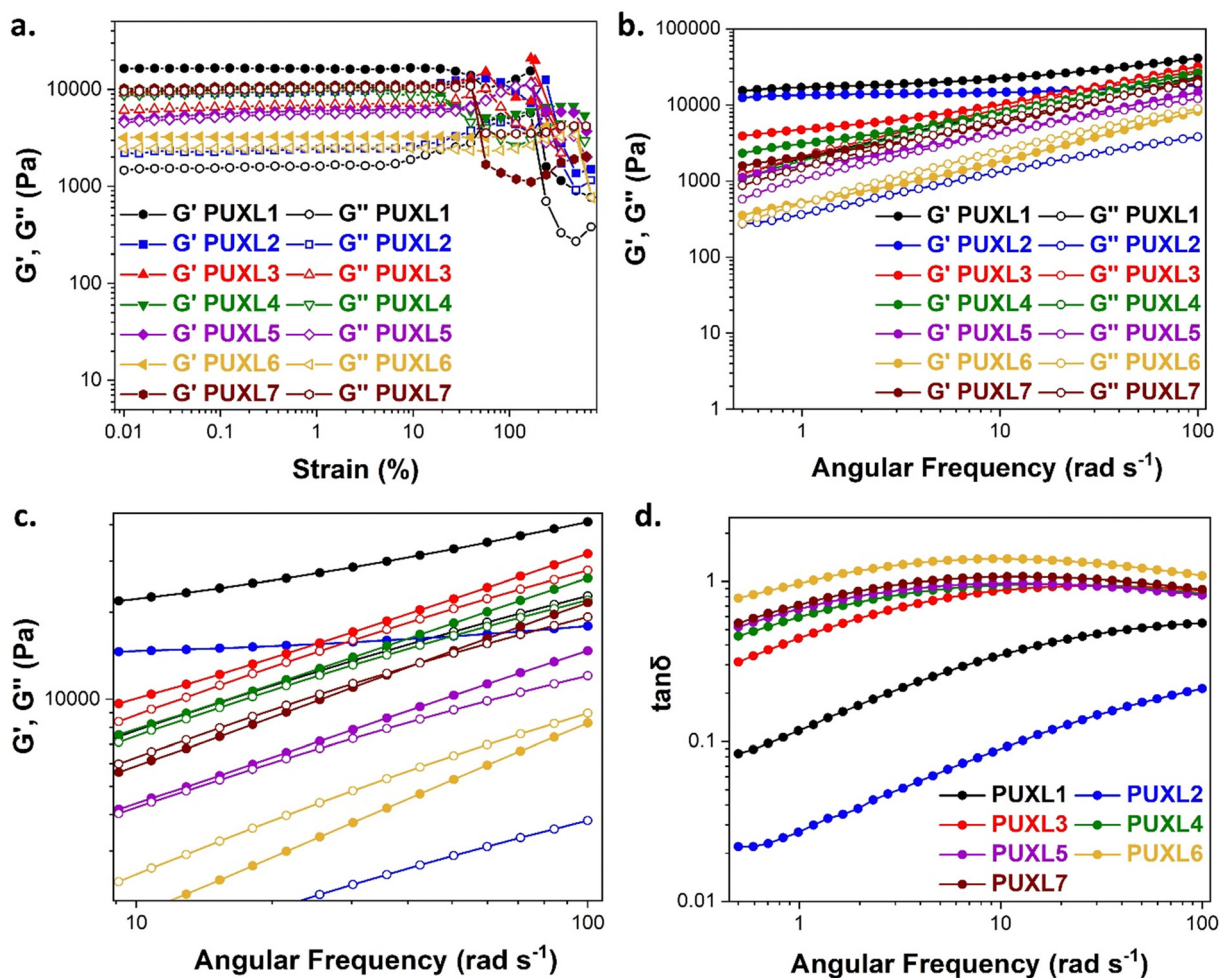 a.
G', G'' (Pa)
10000
1000
100
10
G' PUXL1 G'' PUXL1
G' PUXL2 G'' PUXL2
G' PUXL3 G'' PUXL3
G' PUXL4 G'' PUXL4
G' PUXL5 G'' PUXL5
G' PUXL6 G'' PUXL6
G' PUXL7 G'' PUXL7
0.01 0.1 1 10 100
Strain (%)
b.
G', G'' (Pa)
100000
10000
1000
100
10
1
G' PUXL1 G'' PUXL1
G' PUXL2 G'' PUXL2
G' PUXL3 G'' PUXL3
G' PUXL4 G'' PUXL4
G' PUXL5 G'' PUXL5
G' PUXL6 G'' PUXL6
G' PUXL7 G'' PUXL7
1 10 100
Angular Frequency (rad s⁻¹)
c.
G', G'' (Pa)
10000
10 100
Angular Frequency (rad s⁻¹)
d.
tanδ
1
0.1
0.01
PUXL1 PUXL2
PUXL3 PUXL4
PUXL5 PUXL6
PUXL7
1 10 100
Angular Frequency (rad s⁻¹)